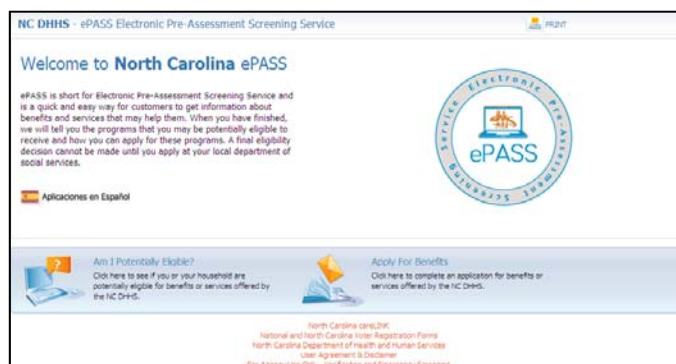 NC DHHS - ePASS Electronic Pre-Assessment Screening Service
PRINT
Welcome to North Carolina ePASS
ePASS is short for Electronic Pre-Assessment Screening Service and
is a quick and easy way for customers to get information about
benefits and services that may help them. When you have finished,
we will tell you the programs that you may be potentially eligible to
receive and how you can apply for these programs. A final eligibility
decision cannot be made until you apply at your local department of
social services.
Aplicaciones en Español
Electronic Pre-Assessment Screening Service
ePASS
Am I Potentially Eligible?
Click here to see if you or your household are
potentially eligible for benefits or services offered by
the NC DHHS.
Apply For Benefits
Click here to complete an application for benefits or
services offered by the NC DHHS.
North Carolina careLINK
National and North Carolina Voter Registration Forms
North Carolina Department of Health and Human Services
User Agreement & Disclaimer